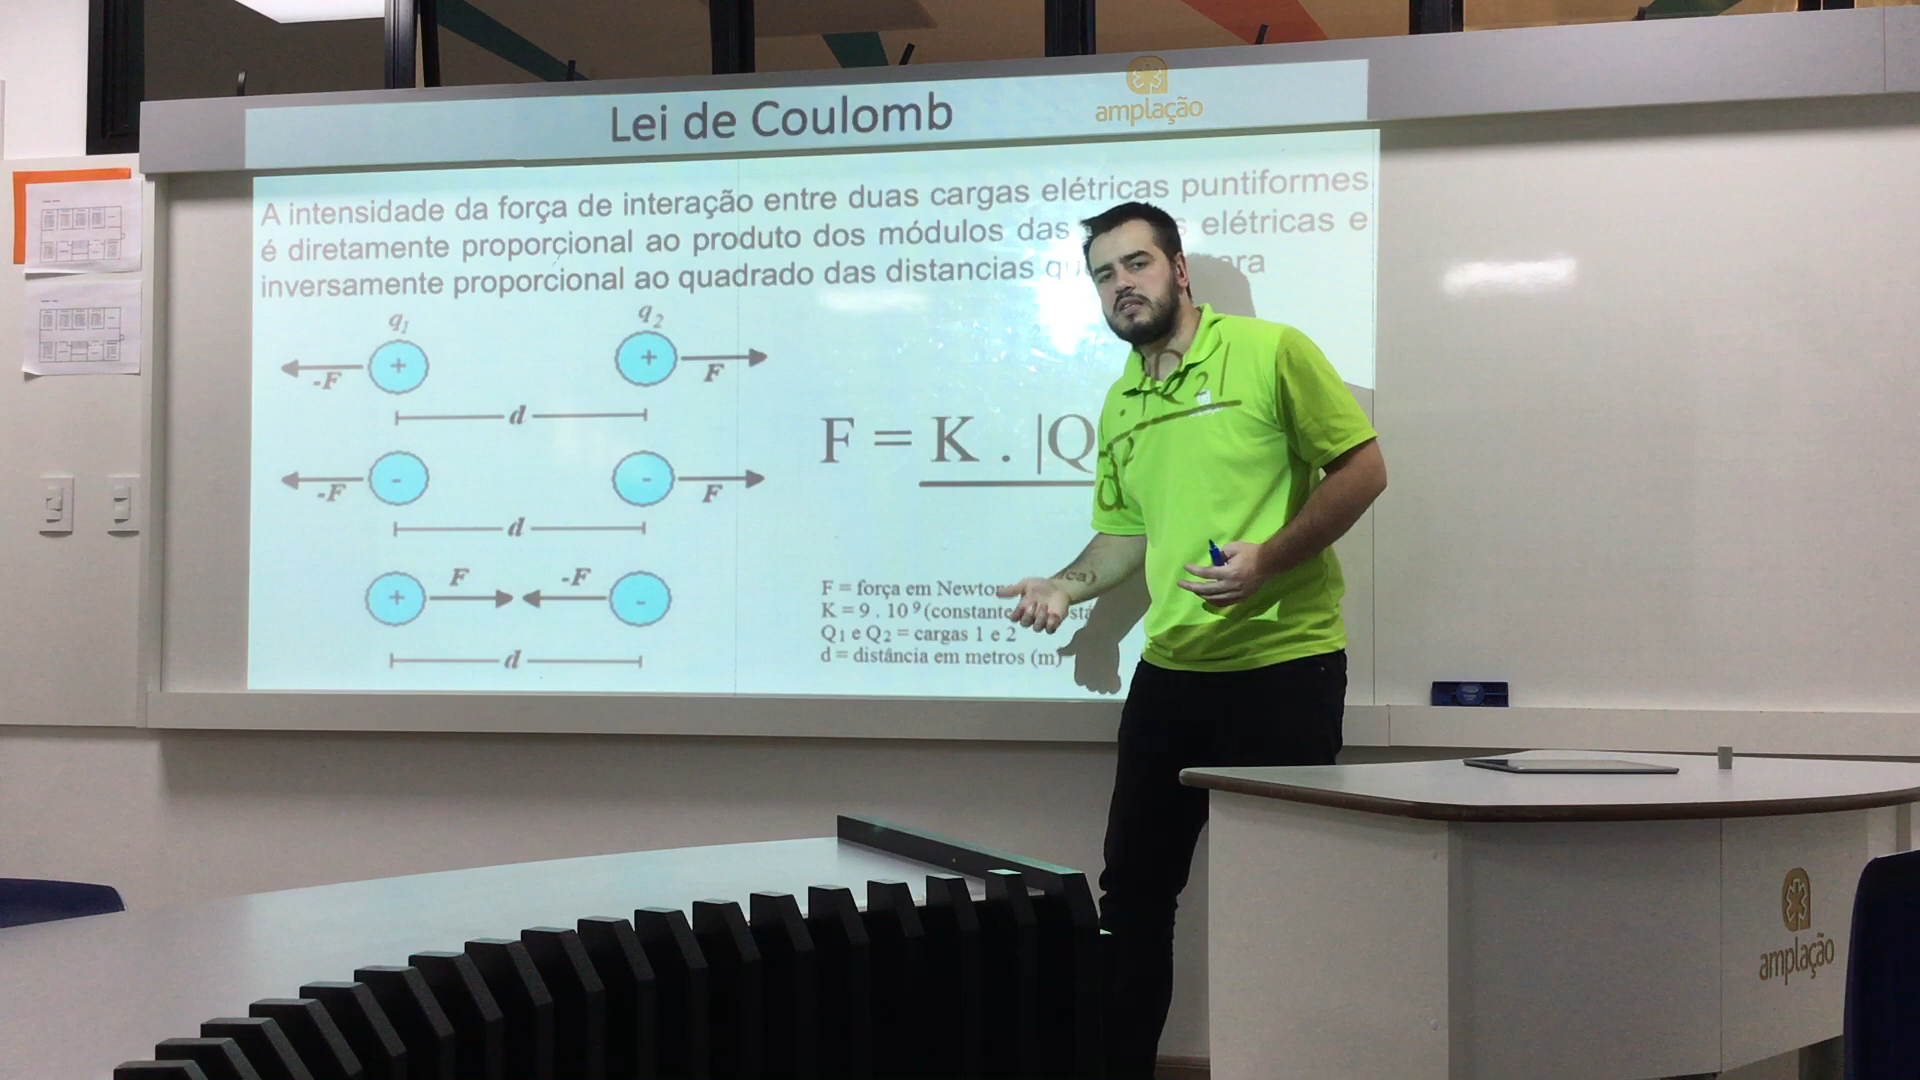 Lei de Coulomb
amplação
A intensidade da força de interação entre duas cargas elétricas puntiformes
é diretamente proporcional ao produto dos módulos das elétricas e
inversamente proporcional ao quadrado das distancias
q1
q2
+
+
-F
F
d
-
-
-F
F
d
+
F
-F
-
d
F = K . |Q
. |Q2|
d²
F = força em Newton
K = 9 . 10⁹ (constante
Q1 e Q2 = cargas 1 e 2
d = distância em metros (m)
amplação